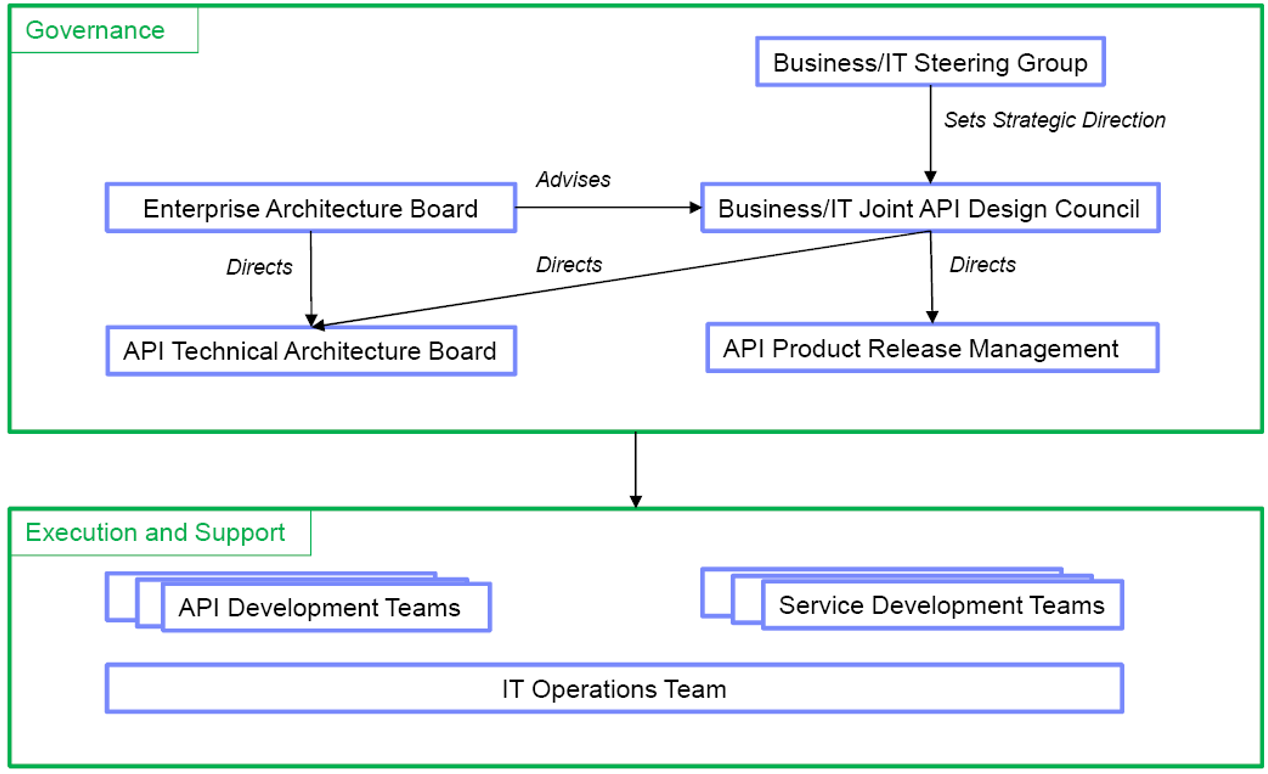 Governance
Business/IT Steering Group
Sets Strategic Direction
Advises
Enterprise Architecture Board
Business/IT Joint API Design Council
Directs
Directs
Directs
API Technical Architecture Board
API Product Release Management
Execution and Support
API Development Teams
Service Development Teams
IT Operations Team